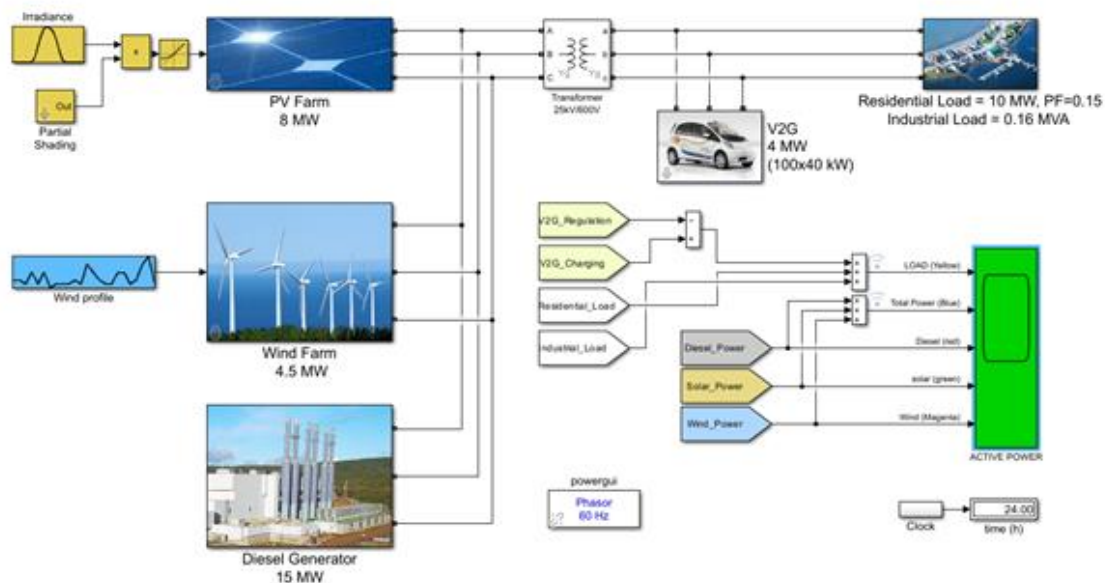 Irradiance
x
Out
Partial
Shading
PV Farm
8 MW
A
B
C
a
b
c
Yg
Yg
Transformer
25kV/600V
Residential Load = 10 MW, PF=0.15
Industrial Load = 0.16 MVA
V2G
4 MW
(100x40 kW)
Wind profile
Wind Farm
4.5 MW
V2G_Regulation
V2G_Charging
Residential_Load
Industrial_Load
LOAD (Yellow)
Total Power (Blue)
Diesel_Power
Diesel (red)
Solar_Power
solar (green)
Wind_Power
Wind (Magenta)
ACTIVE POWER
Diesel Generator
15 MW
powergui
Phasor
60 Hz
Clock
24.00
time (h)